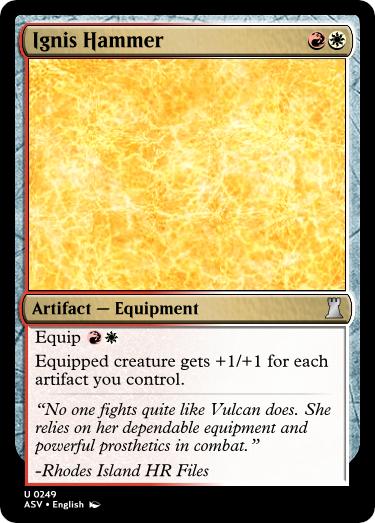 Ignis Hammer
Artifact — Equipment
Equip
Equipped creature gets +1/+1 for each
artifact you control.
“No one fights quite like Vulcan does. She
relies on her dependable equipment and
powerful prosthetics in combat.”
-Rhodes Island HR Files
U 0249
ASV • English